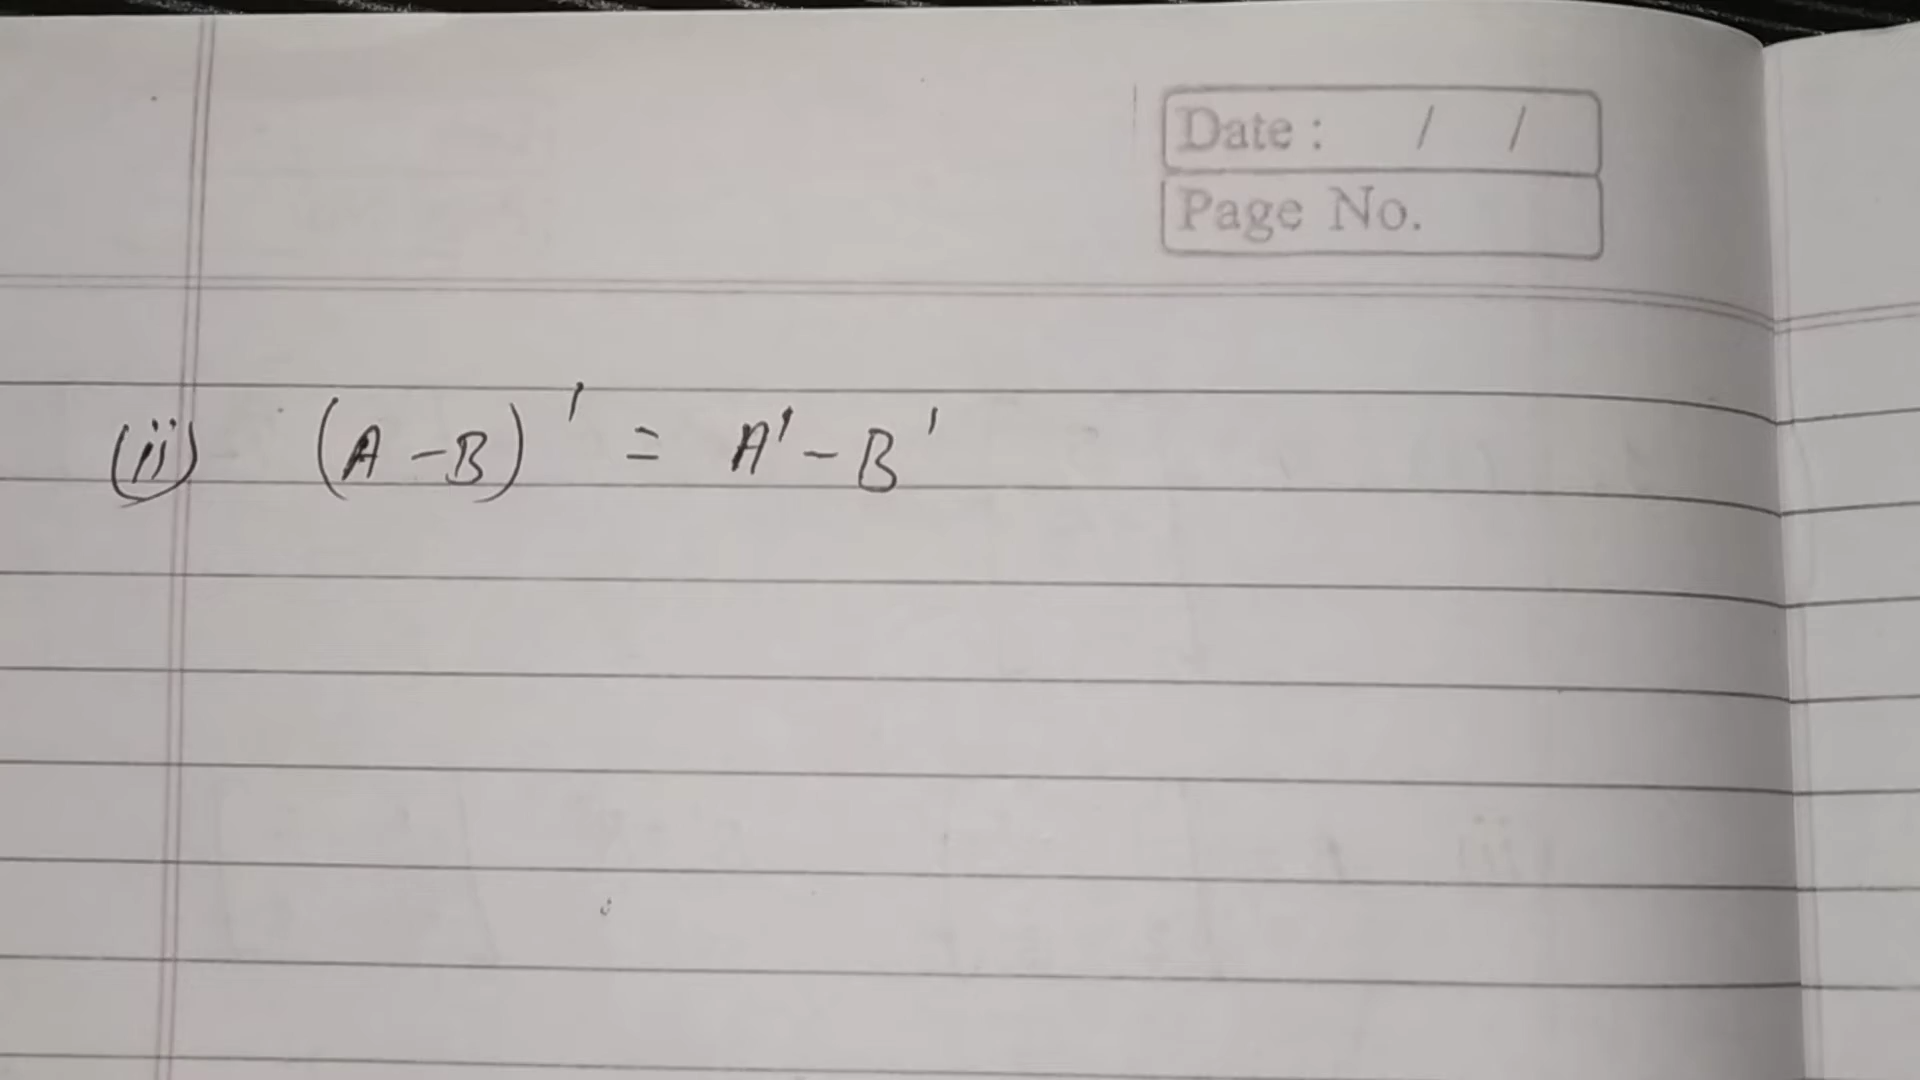 Date : / /
Page No.
(ii) (A - B)' = A' - B'